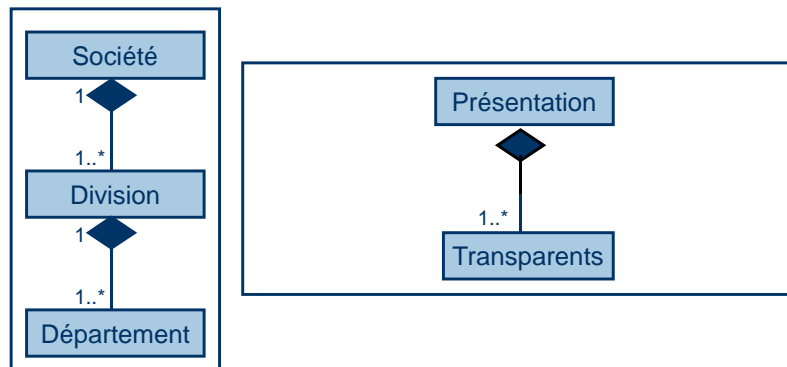 Société
1
1..*
Division
1
1..*
Département
Présentation
1..*
Transparents